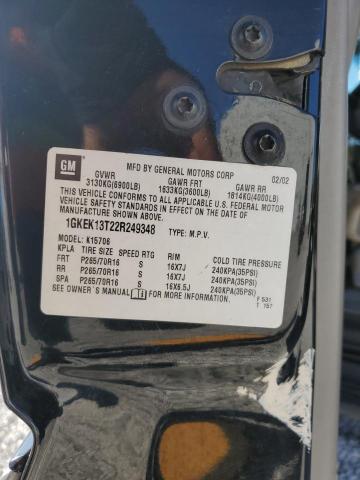 GM
MFD BY GENERAL MOTORS CORP 02/02
GVWR GAWR FRT GAWR RR
3130KG(6900LB) 1633KG(3600LB) 1814KG(4000LB)
THIS VEHICLE CONFORMS TO ALL APPLICABLE U.S. FEDERAL MOTOR
VEHICLE SAFETY STANDARDS IN EFFECT ON THE DATE OF
MANUFACTURE SHOWN ABOVE.
1GKEK13T22R249348 TYPE: M.P.V.
MODEL: K15706
KPLA TIRE SIZE SPEED RTG RIM COLD TIRE PRESSURE
FRT P265/70R16 S 16X7J 240KPA(35PSI)
RR P265/70R16 S 16X7J 240KPA(35PSI)
SPA P265/70R16 S 16X6.5J 240KPA(35PSI)
SEE OWNER'S MANUAL
F 531
T 157